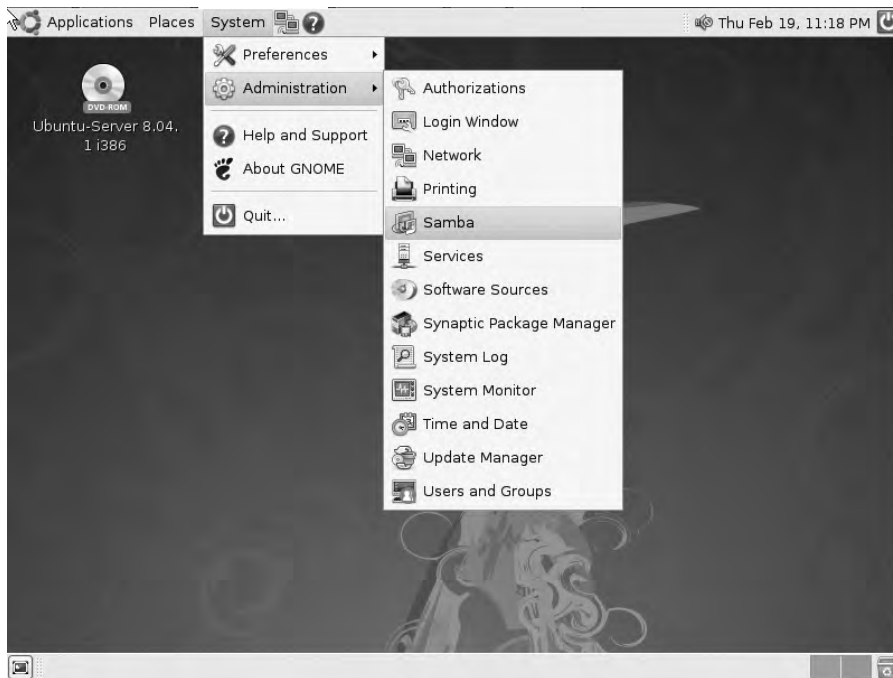 Applications Places System Thu Feb 19, 11:18 PM
Preferences
Administration
Help and Support
About GNOME
Quit...
Authorizations
Login Window
Network
Printing
Samba
Services
Software Sources
Synaptic Package Manager
System Log
System Monitor
Time and Date
Update Manager
Users and Groups
DVD-ROM
Ubuntu-Server 8.04.
1 i386